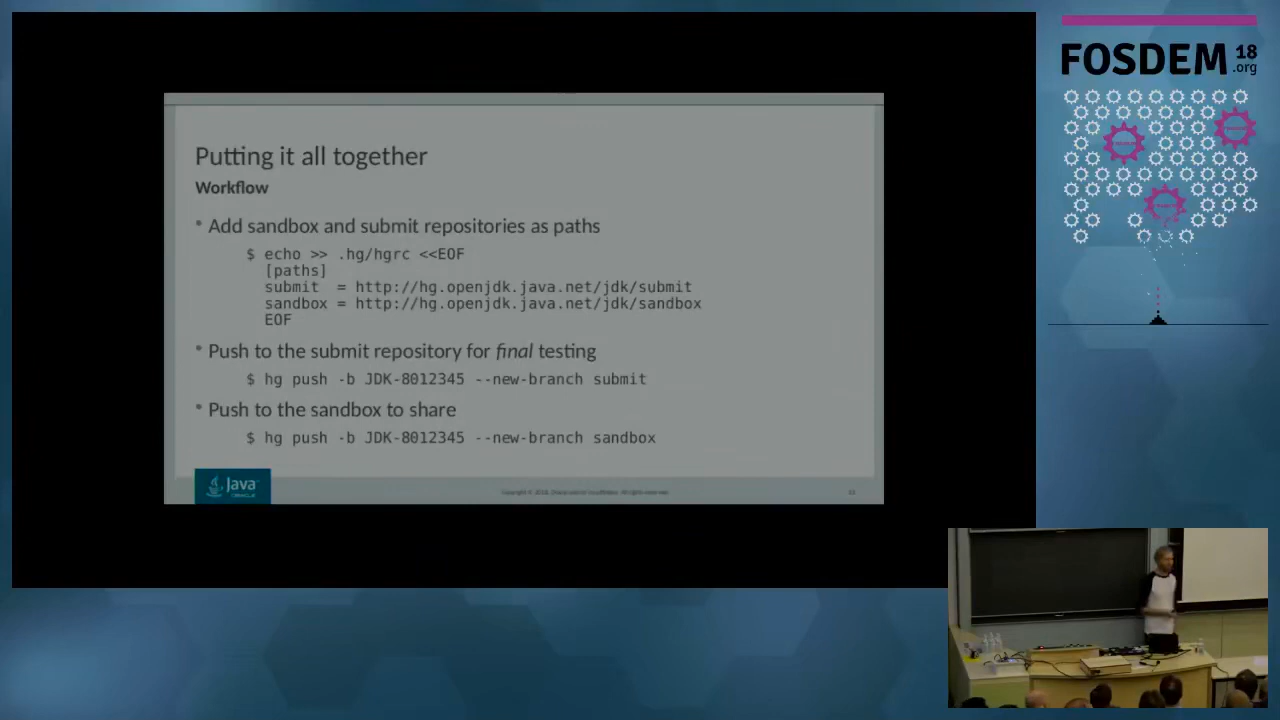 Putting it all together
Workflow
• Add sandbox and submit repositories as paths
$ echo >> .hg/hgrc <<EOF
[paths]
submit = http://hg.openjdk.java.net/jdk/submit
sandbox = http://hg.openjdk.java.net/jdk/sandbox
EOF
• Push to the submit repository for final testing
$ hg push -b JDK-8012345 --new-branch submit
• Push to the sandbox to share
$ hg push -b JDK-8012345 --new-branch sandbox
Java
ORACLE
FOSDEM 18
.org